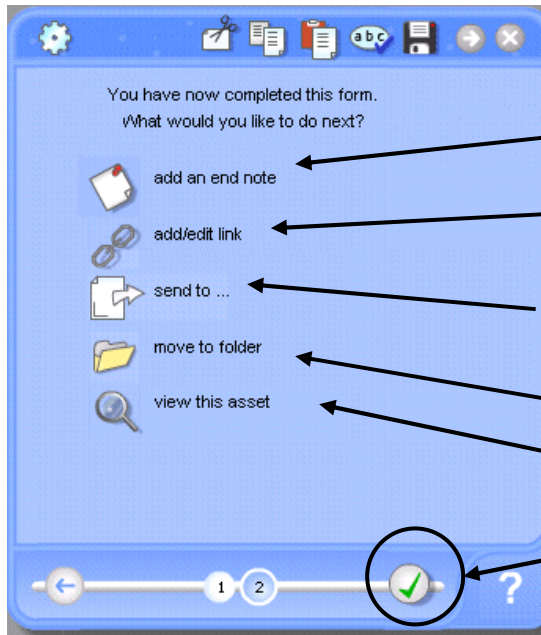 abc
You have now completed this form.
What would you like to do next?
add an end note
add/edit link
send to ...
move to folder
view this asset
1 2
?